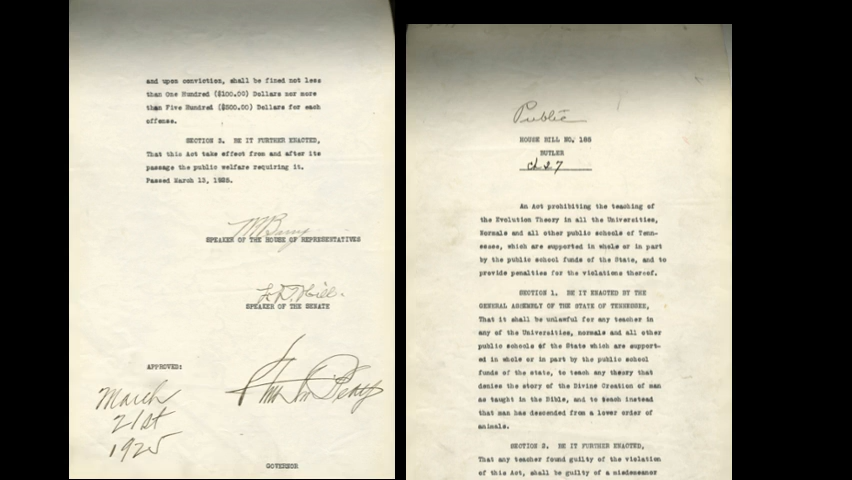 and upon conviction, shall be fined not less
than One Hundred ($100.00) Dollars nor more
than Five Hundred ($500.00) Dollars for each
offense.
SECTION 3. BE IT FURTHER ENACTED,
That this Act take effect from and after its
passage the public welfare requiring it.
Passed March 13, 1925.
SPEAKER OF THE HOUSE OF REPRESENTATIVES
L.D. Hill.
SPEAKER OF THE SENATE
APPROVED:
March
21st
1925
GOVERNOR
Public
HOUSE BILL NO. 185
BUTLER
Ch 27
An Act prohibiting the teaching of
the Evolution Theory in all the Universities,
Normals and all other public schools of Tenn-
essee, which are supported in whole or in part
by the public school funds of the State, and to
provide penalties for the violations thereof.
SECTION 1. BE IT ENACTED BY THE
GENERAL ASSEMBLY OF THE STATE OF TENNESSEE,
That it shall be unlawful for any teacher in
any of the Universities, normals and all other
public schools of the State which are support-
ed in whole or in part by the public school
funds of the state, to teach any theory that
denies the story of the Divine Creation of man
as taught in the Bible, and to teach instead
that man has descended from a lower order of
animals.
SECTION 2. BE IT FURTHER ENACTED,
That any teacher found guilty of the violation
of this Act, shall be guilty of a misdemeanor